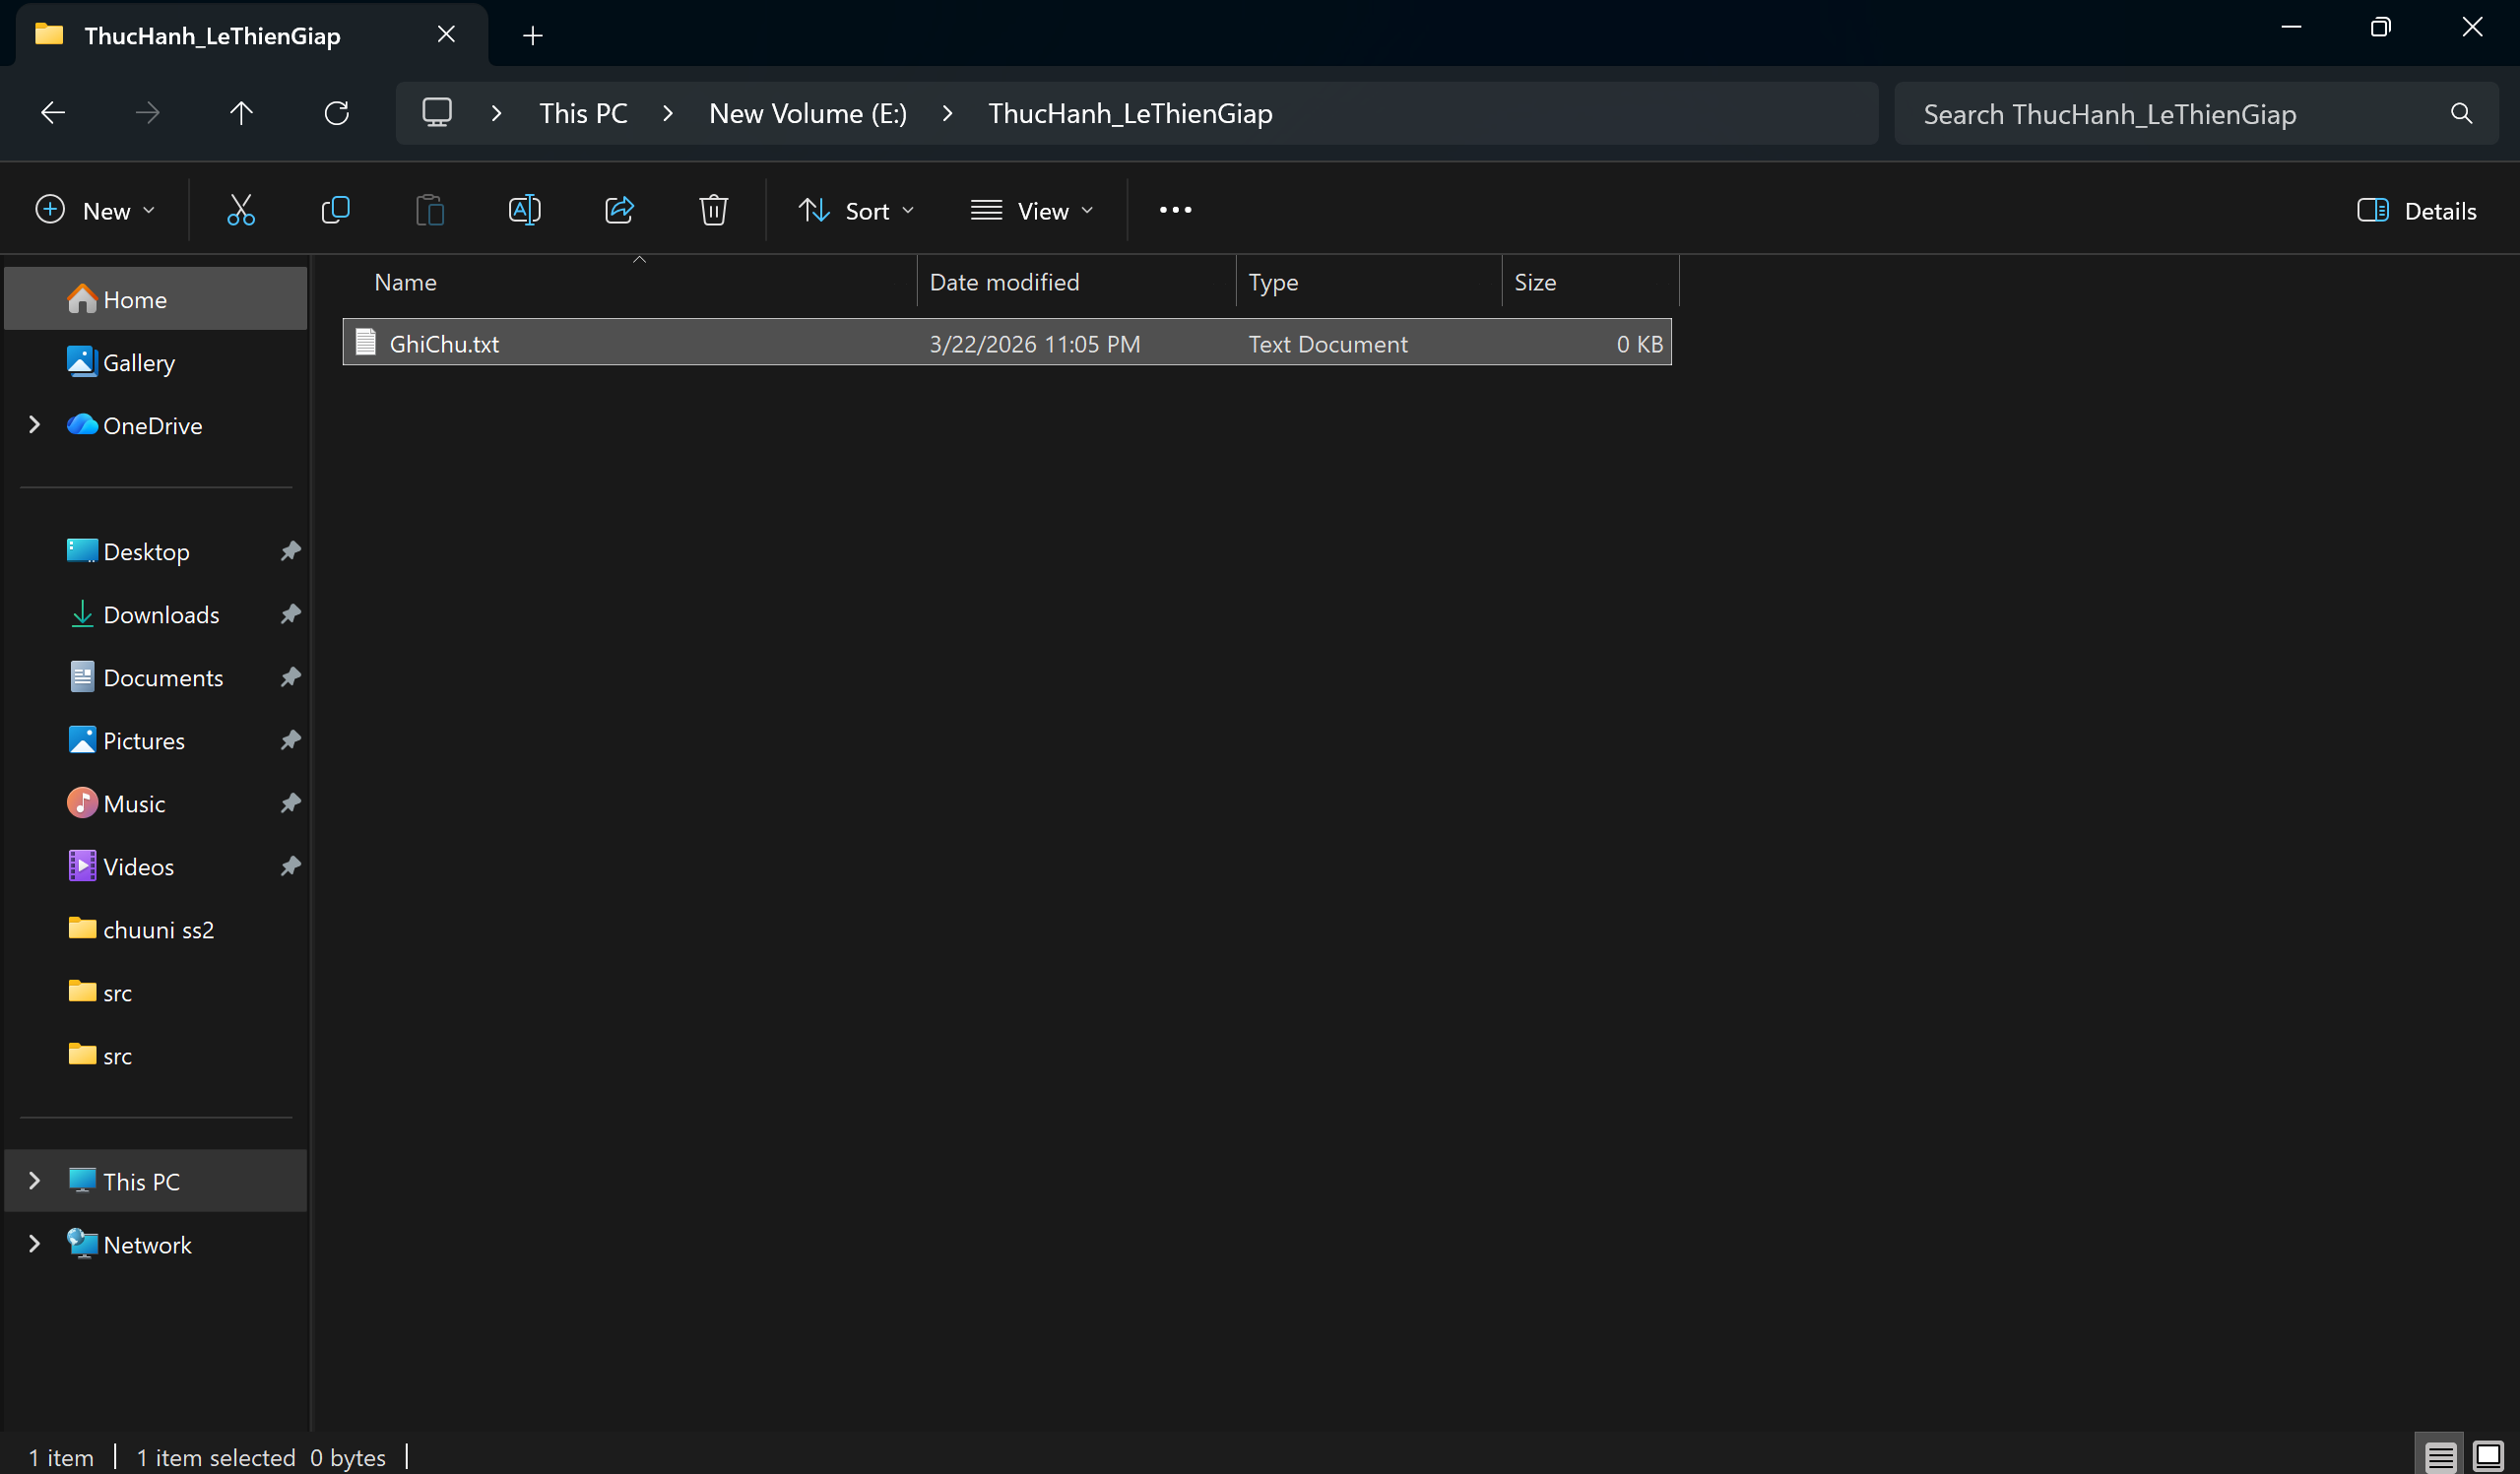 ThucHanh_LeThienGiap
This PC New Volume (E:) ThucHanh_LeThienGiap Search ThucHanh_LeThienGiap
New Sort View Details
Name Date modified Type Size
GhiChu.txt 3/22/2026 11:05 PM Text Document 0 KB
Home
Gallery
OneDrive
Desktop
Downloads
Documents
Pictures
Music
Videos
chuuni ss2
src
src
This PC
Network
1 item 1 item selected 0 bytes